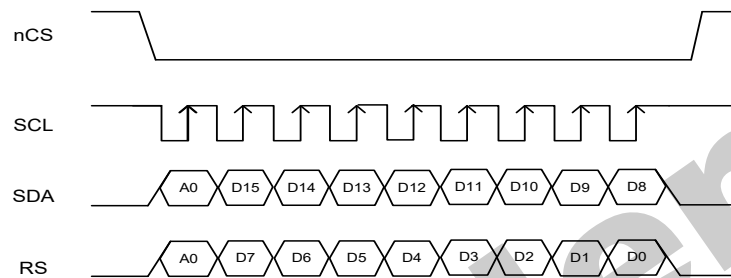 nCS
SCL
SDA A0 D15 D14 D13 D12 D11 D10 D9 D8
RS A0 D7 D6 D5 D4 D3 D2 D1 D0